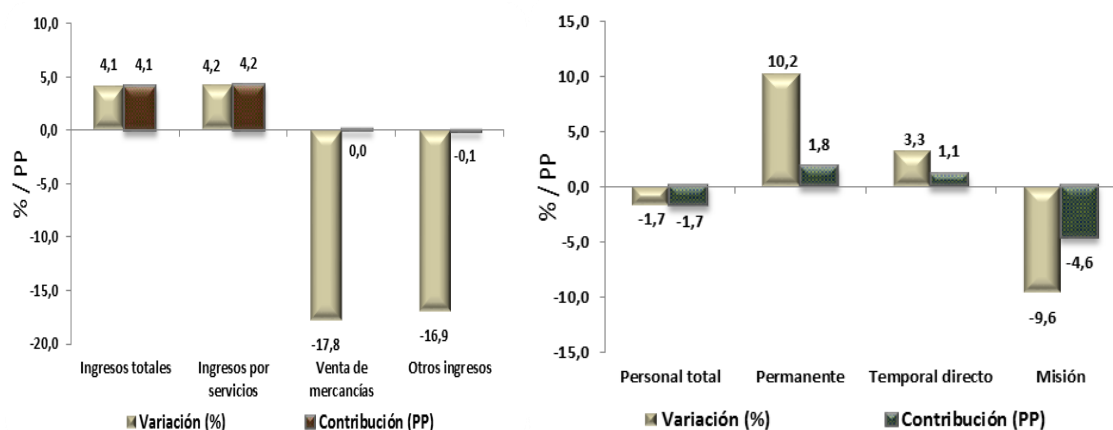 10,0
5,0
0,0
-5,0
-10,0
-15,0
-20,0
% / PP
4,1 4,1
4,2 4,2
-17,8
0,0
-16,9
-0,1
Ingresos totales
Ingresos por
servicios
Venta de
mercancías
Otros ingresos
Variación (%) Contribución (PP)
15,0
10,0
5,0
0,0
-5,0
-10,0
-15,0
% / PP
-1,7 -1,7
10,2
1,8
3,3
1,1
-9,6
-4,6
Personal total Permanente Temporal directo Misión
Variación (%) Contribución (PP)